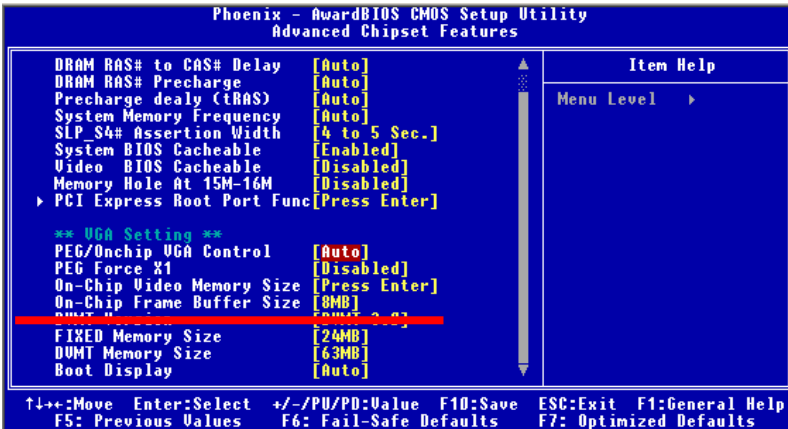 Phoenix - AwardBIOS CMOS Setup Utility
Advanced Chipset Features
DRAM RAS# to CAS# Delay [Auto]
DRAM RAS# Precharge [Auto]
Precharge dealy (tRAS) [Auto]
System Memory Frequency [Auto]
SLP_S4# Assertion Width [4 to 5 Sec.]
System BIOS Cacheable [Enabled]
Video BIOS Cacheable [Disabled]
Memory Hole At 15M-16M [Disabled]
▸ PCI Express Root Port Func[Press Enter]
** VGA Setting **
PEG/Onchip VGA Control [Auto]
PEG Force X1 [Disabled]
On-Chip Video Memory Size [Press Enter]
On-Chip Frame Buffer Size [8MB]
FIXED Memory Size [24MB]
DVMT Memory Size [63MB]
Boot Display [Auto]
Item Help
Menu Level ▸
↑↓→←:Move Enter:Select +/-/PU/PD:Value F10:Save ESC:Exit F1:General Help
F5: Previous Values F6: Fail-Safe Defaults F7: Optimized Defaults